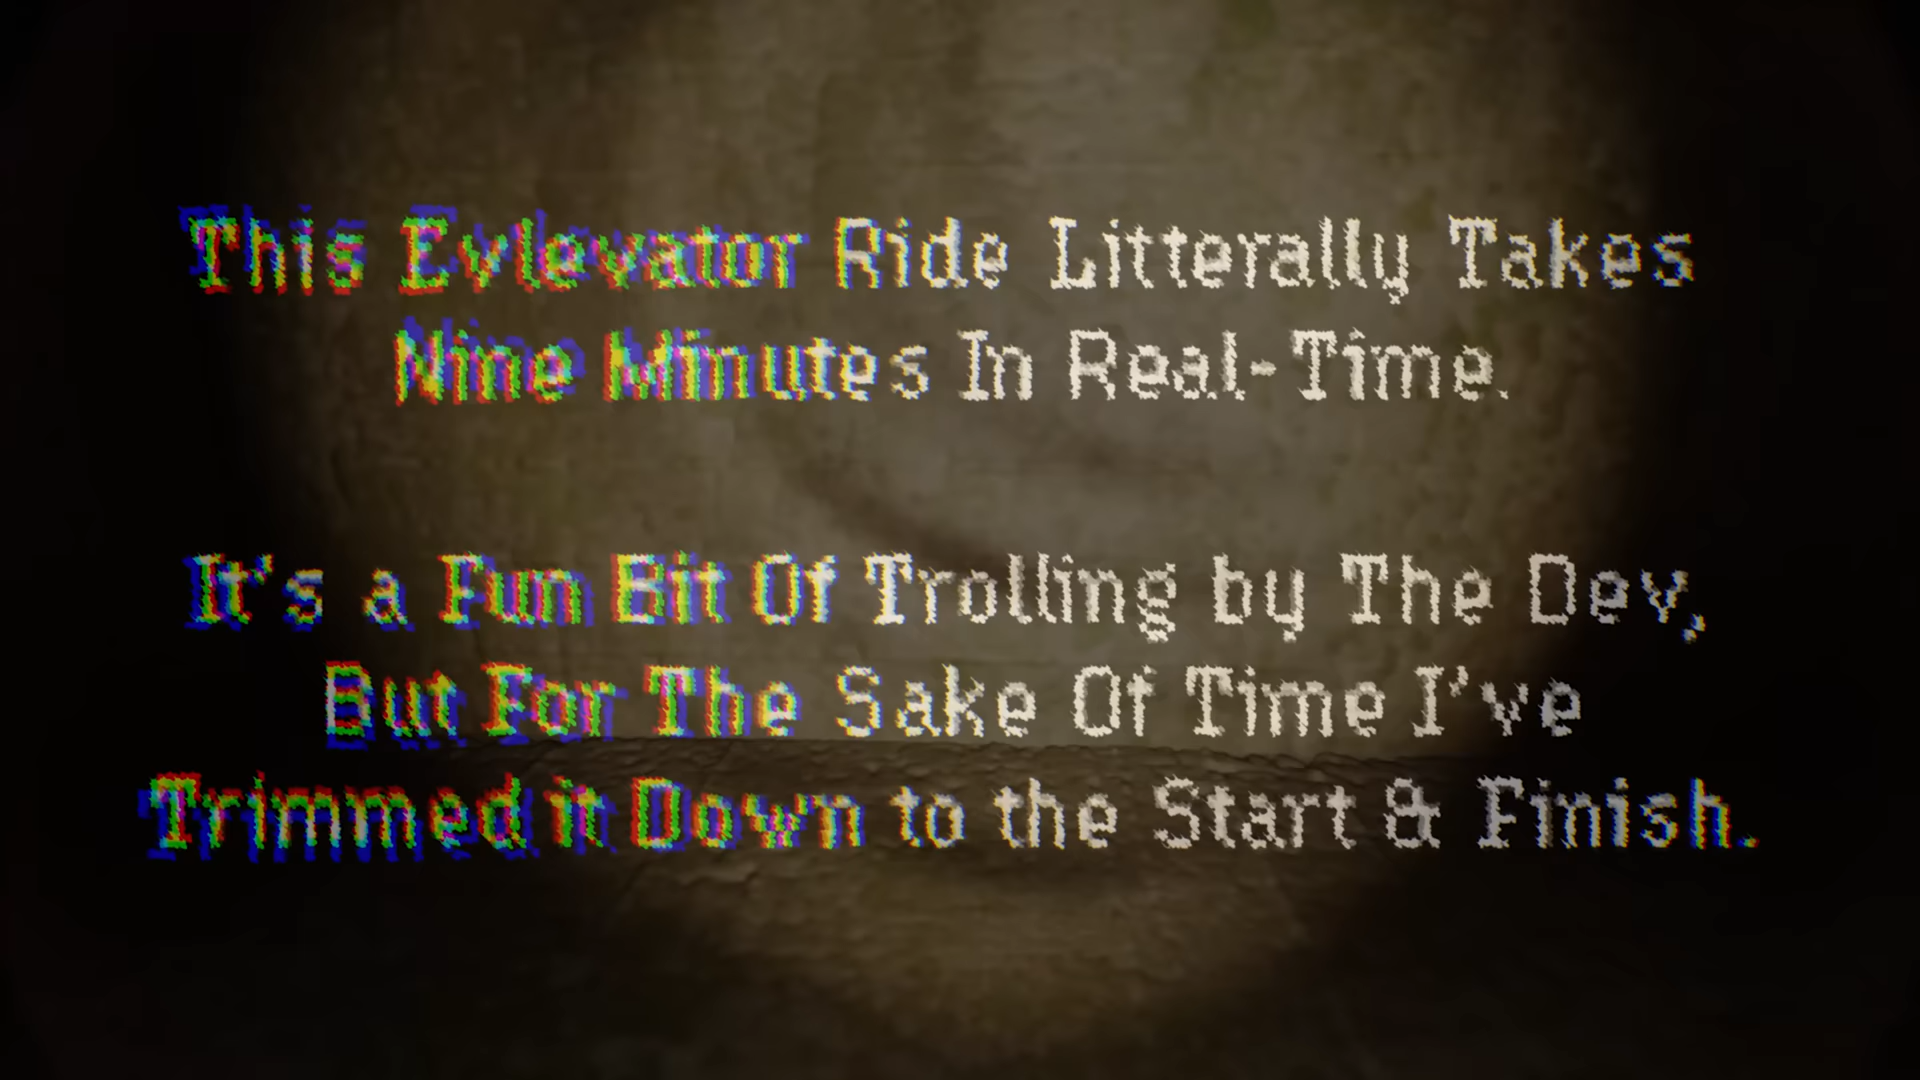 This Evlevator Ride Litterally Takes
Nine Minutes In Real-Time.
It's a Fun Bit Of Trolling by The Dev,
But For The Sake Of Time I've
Trimmed it Down to the Start & Finish.